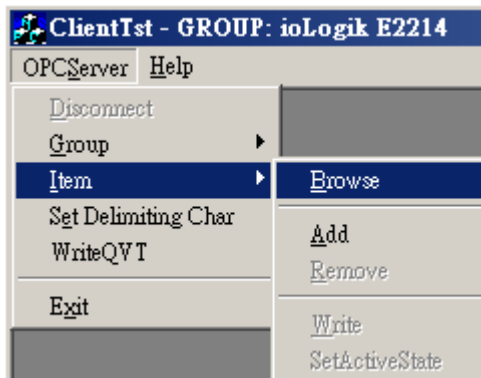 ClientTst - GROUP: ioLogik E2214
OPCServer Help
Disconnect
Group
Item
Set Delimiting Char
WriteQVT
Exit
Browse
Add
Remove
Write
SetActiveState